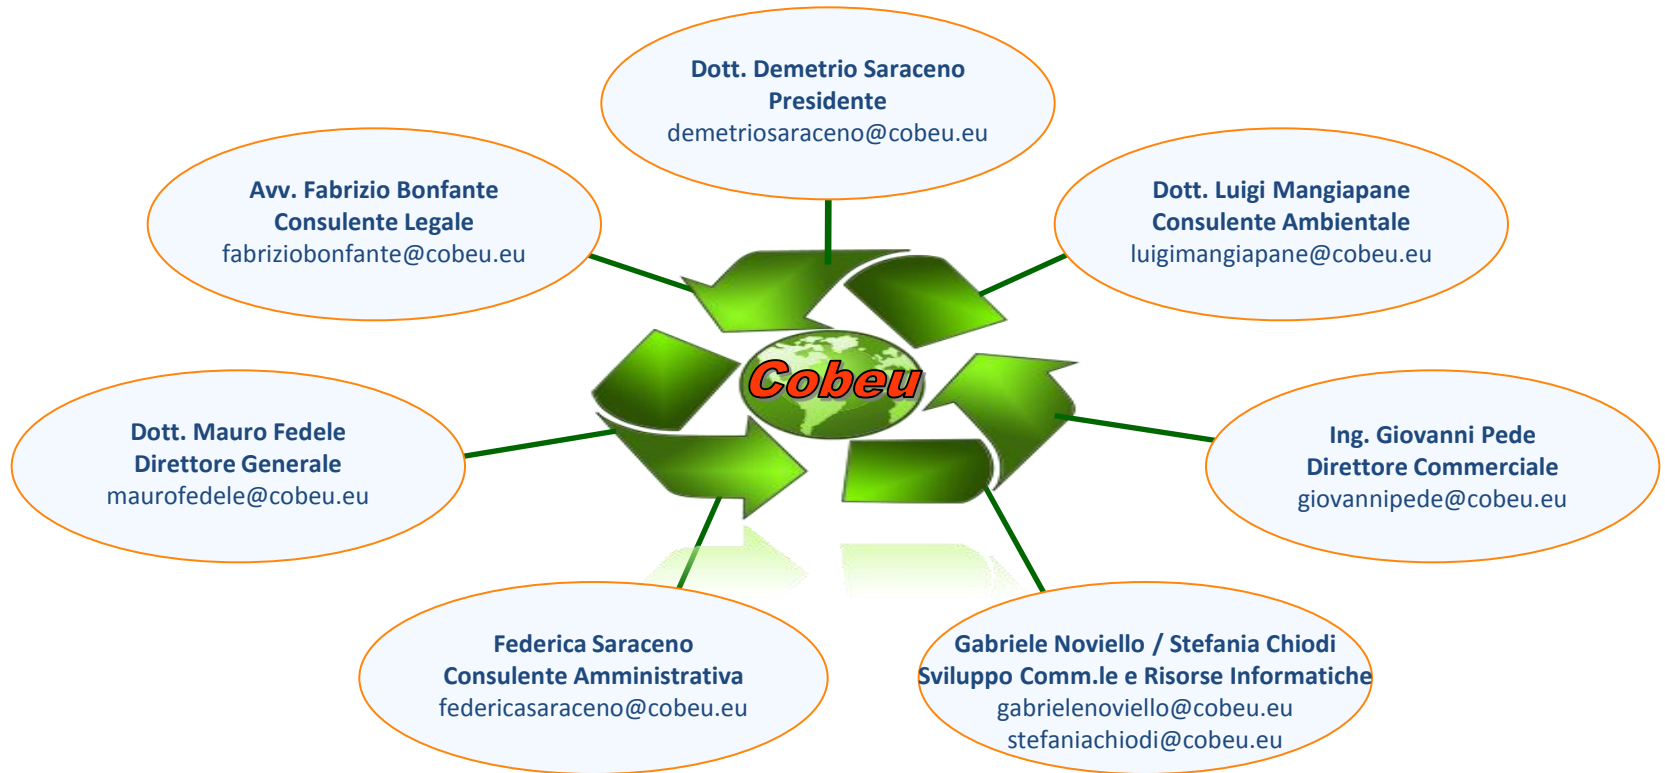 Dott. Demetrio Saraceno
Presidente
demetriosaraceno@cobeu.eu
Avv. Fabrizio Bonfante
Consulente Legale
fabriziobonfante@cobeu.eu
Dott. Luigi Mangiapane
Consulente Ambientale
luigimangiapane@cobeu.eu
Cobeu
Dott. Mauro Fedele
Direttore Generale
maurofedele@cobeu.eu
Ing. Giovanni Pede
Direttore Commerciale
giovannipede@cobeu.eu
Federica Saraceno
Consulente Amministrativa
federicasaraceno@cobeu.eu
Gabriele Noviello / Stefania Chiodi
Sviluppo Comm.le e Risorse Informatiche
gabrielenoviello@cobeu.eu
stefaniachiodi@cobeu.eu